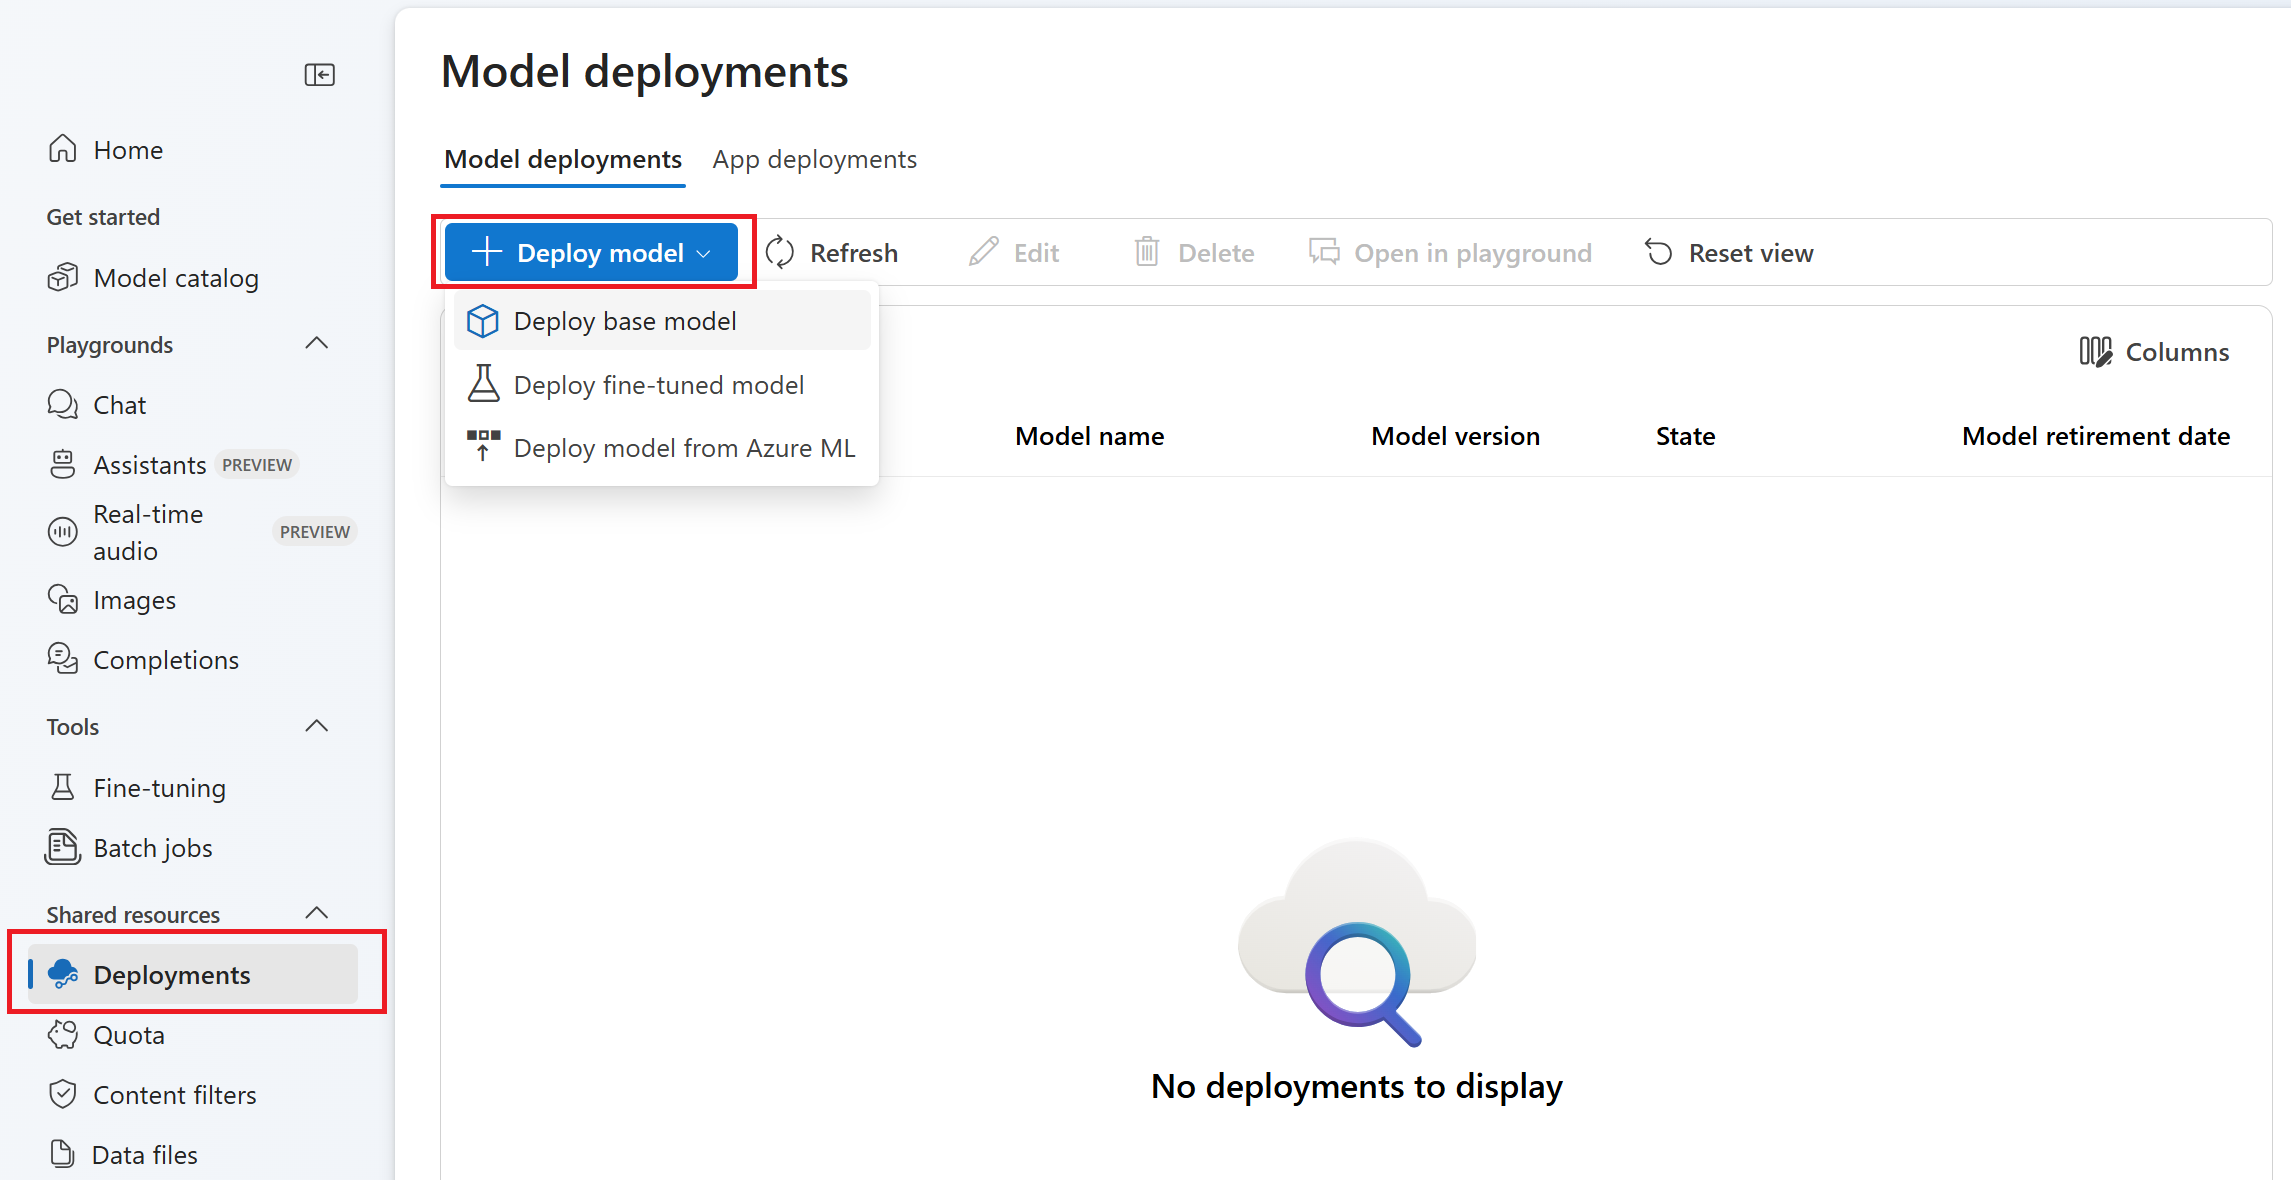 Home
Get started
Model catalog
Playgrounds
Chat
Assistants PREVIEW
Real-time
audio
PREVIEW
Images
Completions
Tools
Fine-tuning
Batch jobs
Shared resources
Deployments
Quota
Content filters
Data files
Model deployments
Model deployments App deployments
Deploy model Refresh Edit Delete Open in playground Reset view
Deploy base model
Deploy fine-tuned model
Deploy model from Azure ML
Columns
Model name Model version State Model retirement date
No deployments to display